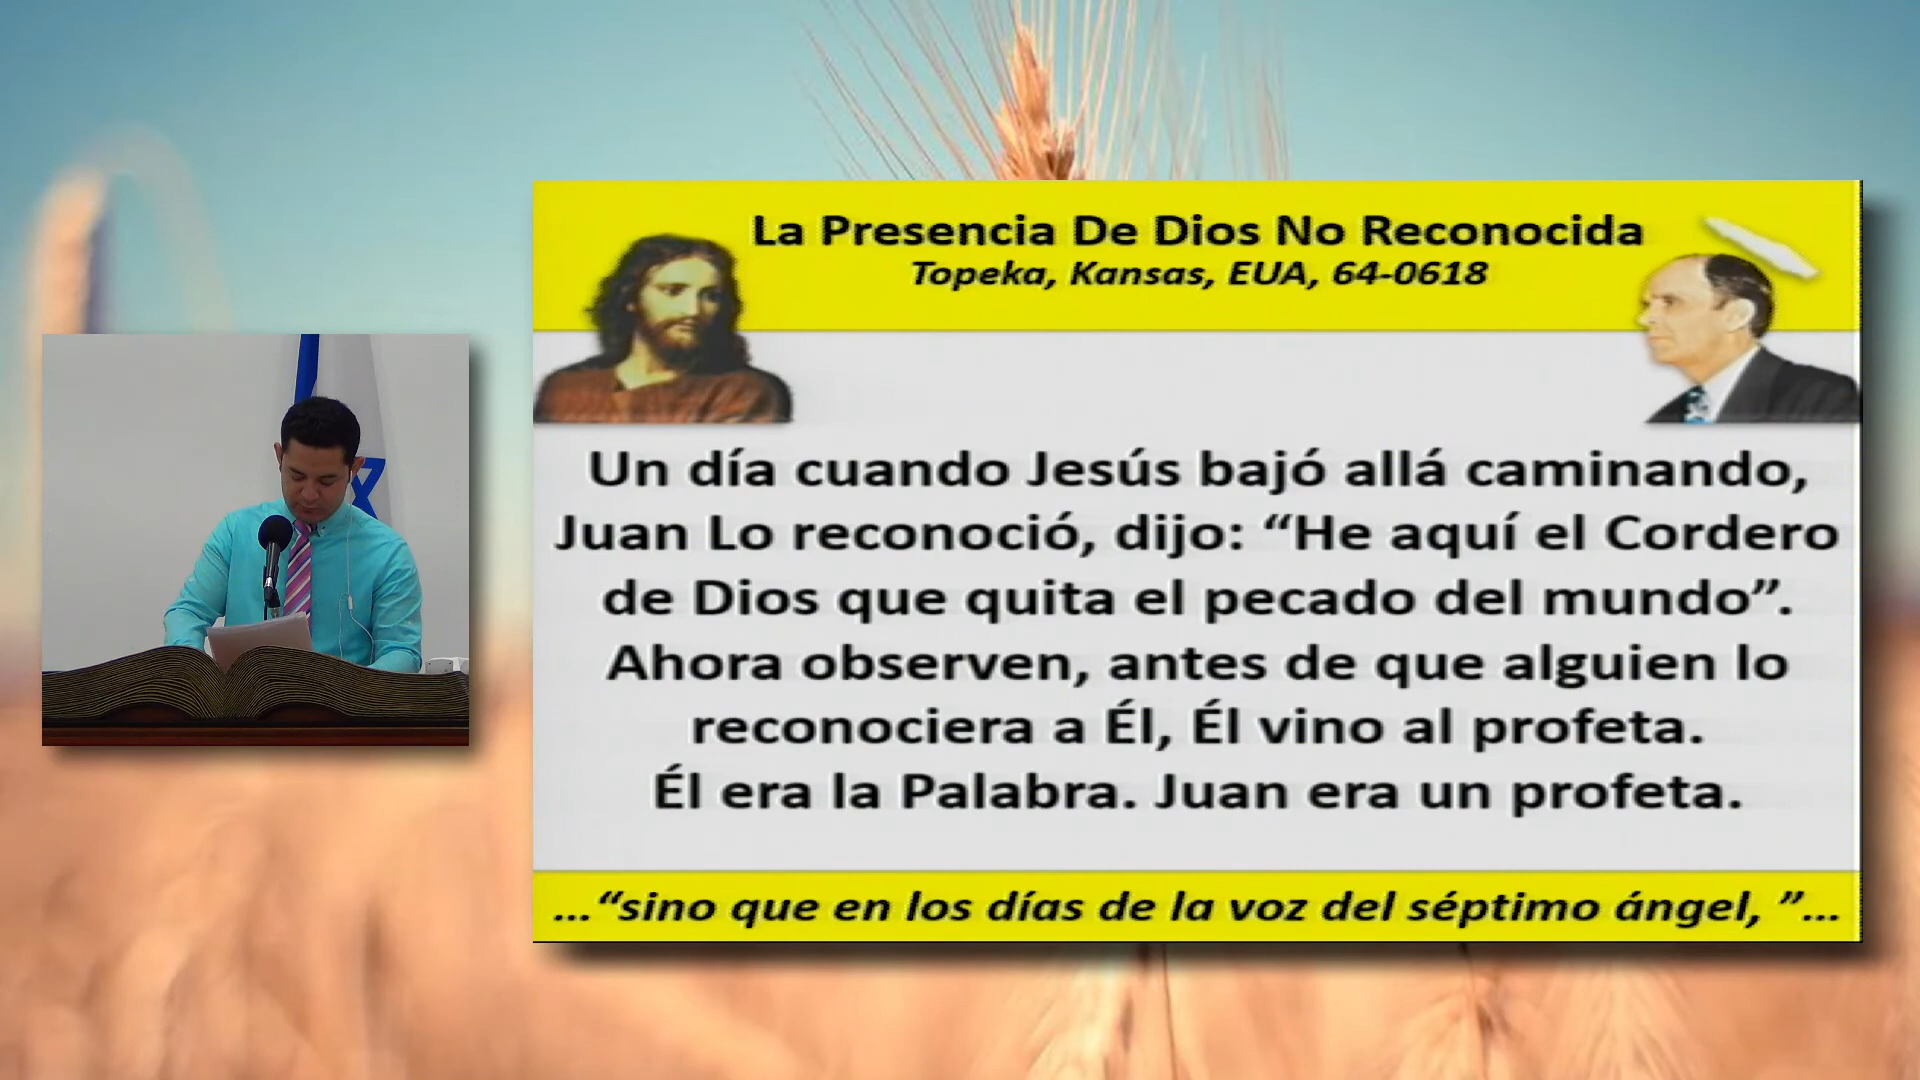 La Presencia De Dios No Reconocida
Topeka, Kansas, EUA, 64-0618
Un día cuando Jesús bajó allá caminando,
Juan Lo reconoció, dijo: “He aquí el Cordero
de Dios que quita el pecado del mundo”.
Ahora observen, antes de que alguien lo
reconociera a Él, Él vino al profeta.
Él era la Palabra. Juan era un profeta.
...“sino que en los días de la voz del séptimo ángel, ”...